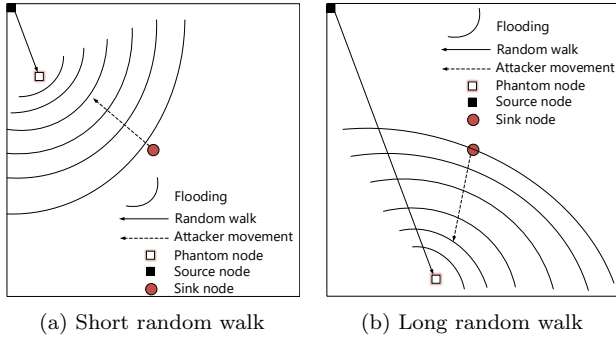 Flooding
Random walk
Attacker movement
Phantom node
Source node
Sink node
(a) Short random walk
Flooding
Random walk
Attacker movement
Phantom node
Source node
Sink node
(b) Long random walk